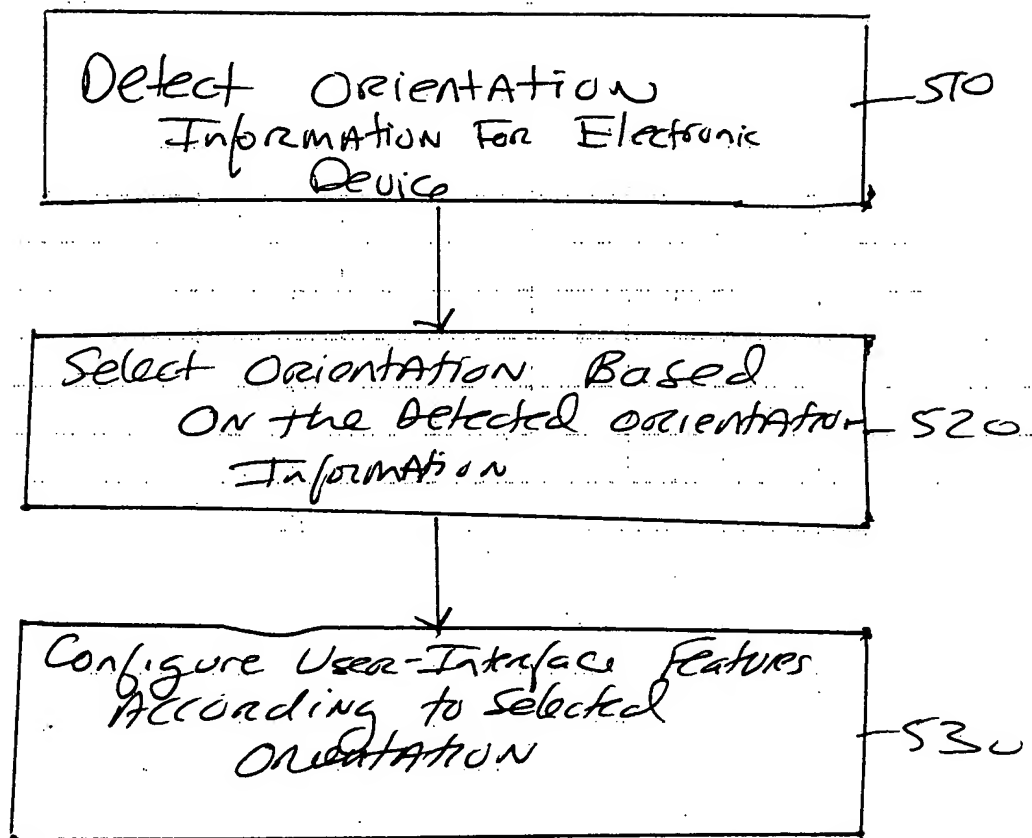 Detect Orientation
Information For Electronic
Device
510
Select Orientation Based
On the Detected Orientation
Information
520
Configure User-Interface Features
According to Selected
Orientation
530